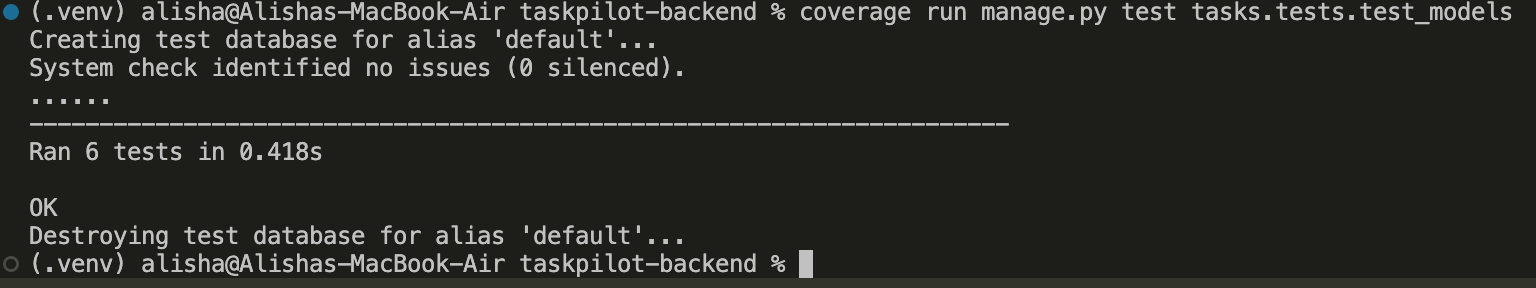 (.venv) alisha@Alishas-MacBook-Air taskpilot-backend % coverage run manage.py test tasks.tests.test_models
Creating test database for alias 'default'...
System check identified no issues (0 silenced).
......
----------------------------------------------------------------------
Ran 6 tests in 0.418s

OK
Destroying test database for alias 'default'...
(.venv) alisha@Alishas-MacBook-Air taskpilot-backend %